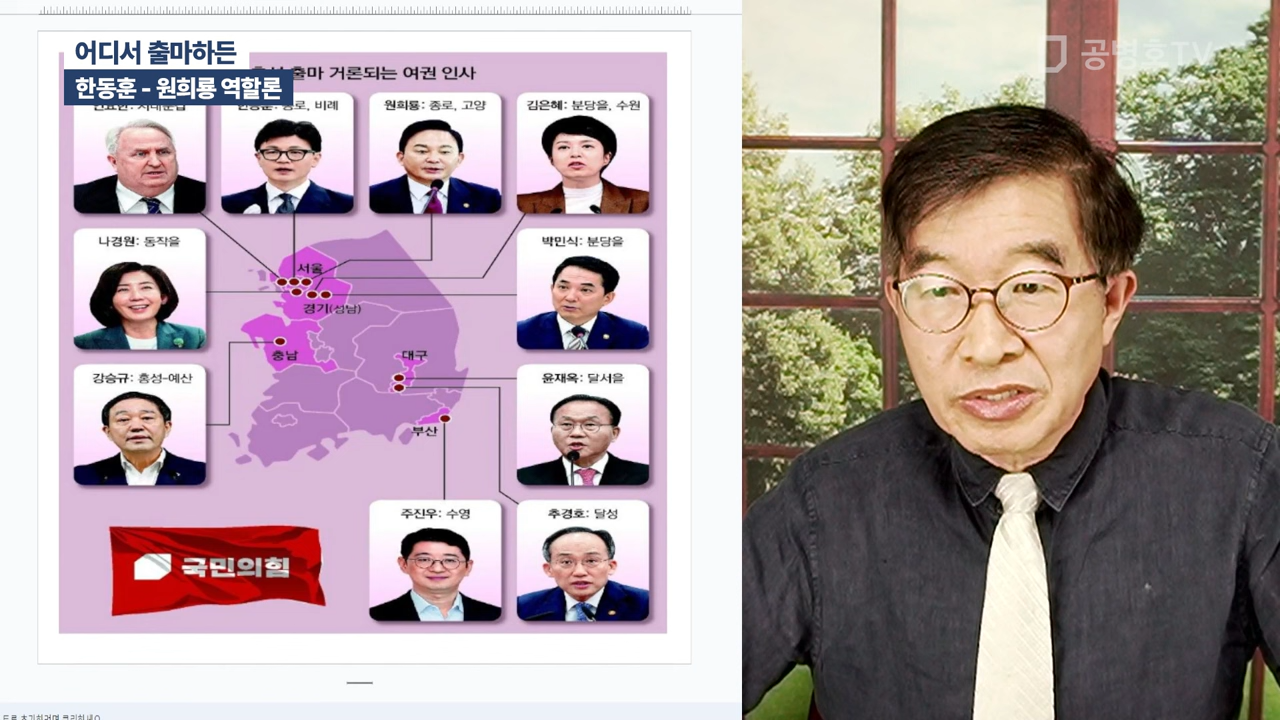 어디서 출마하든
한동훈 - 원희룡 역할론
출마 거론되는 여권 인사
종로, 비례
원희룡: 종로, 고양
김은혜: 분당을, 수원
공병호TV
나경원: 동작을
박민식: 분당을
서울
경기(성남)
충남
대구
강승규: 홍성-예산
윤재옥: 달서을
부산
주진우: 수영
추경호: 달성
국민의힘